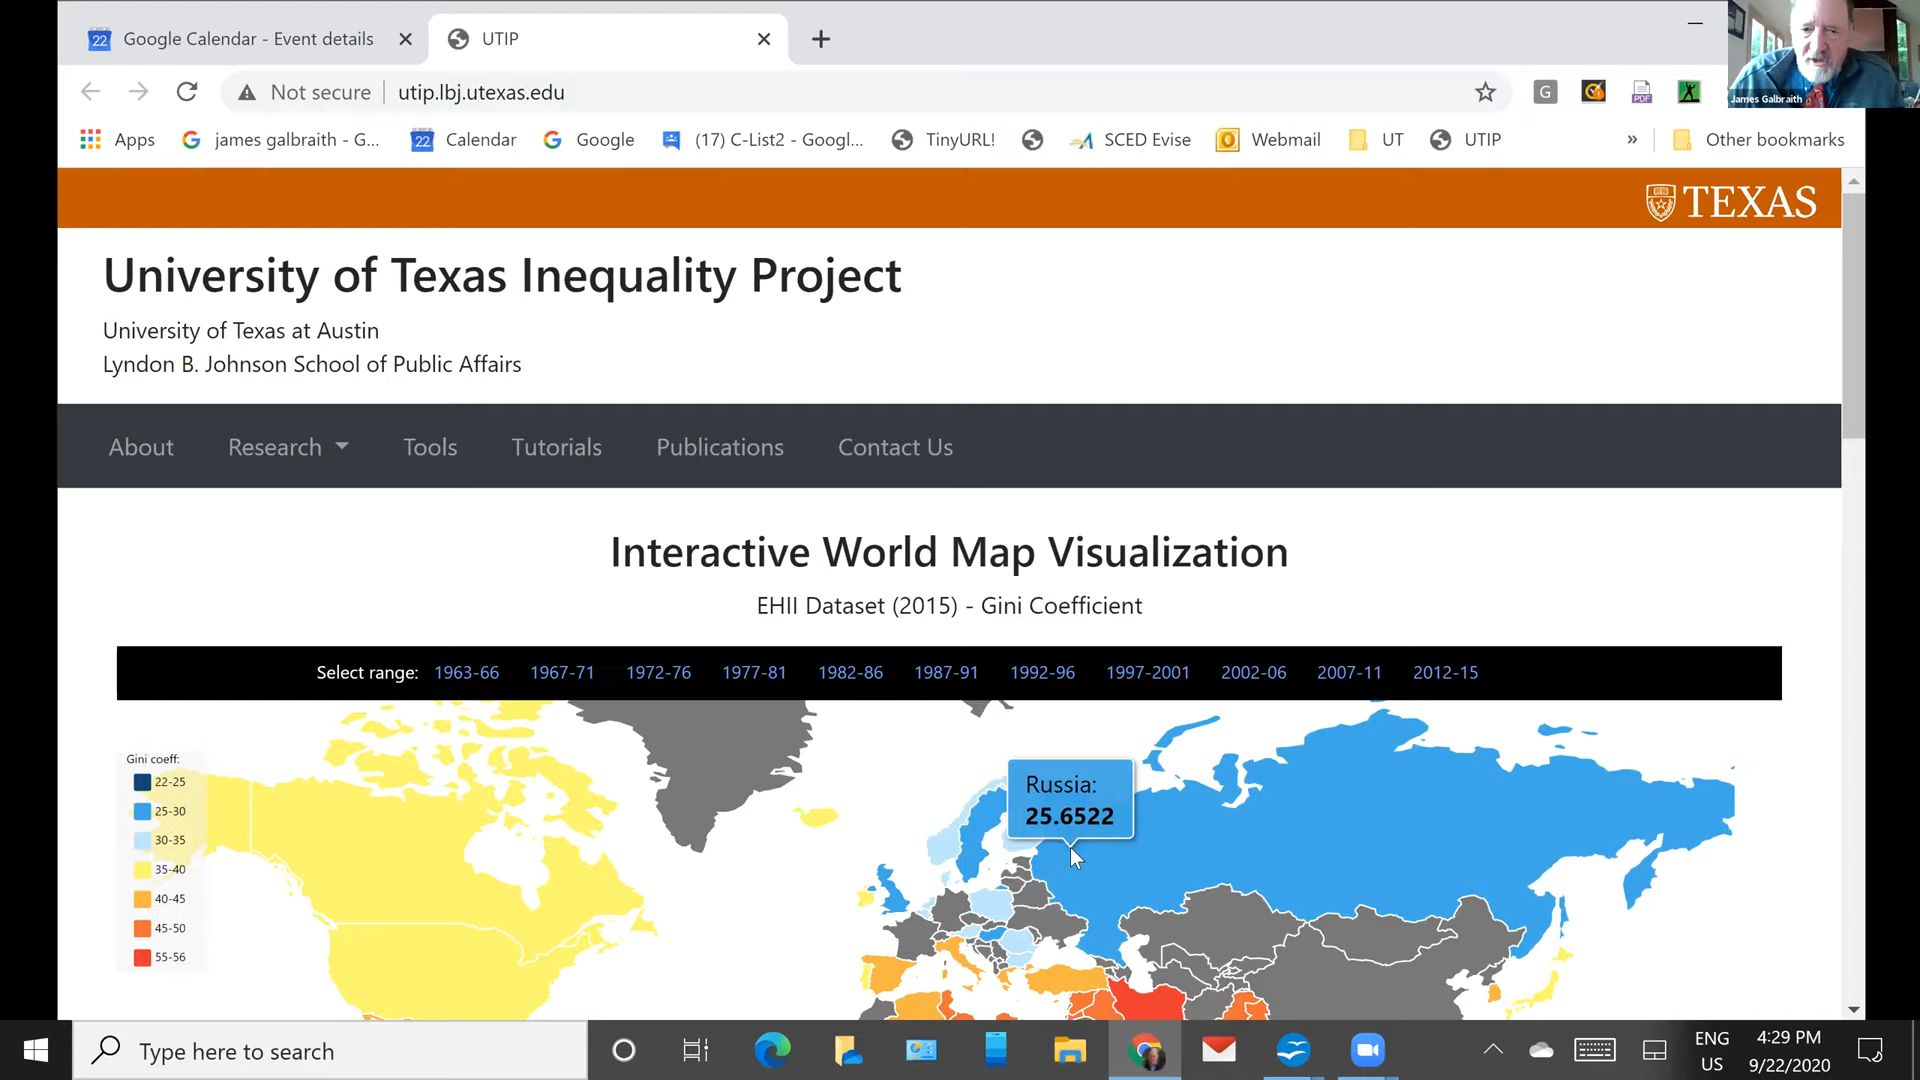 22 Google Calendar - Event details
UTIP
Not secure utip.lbj.utexas.edu
G
PDF
James Galbraith
Apps
james galbraith - G...
22 Calendar
Google
(17) C-List2 - Googl...
TinyURL!
SCED Evise
Webmail
UT
UTIP
»
Other bookmarks
TEXAS
University of Texas Inequality Project
University of Texas at Austin
Lyndon B. Johnson School of Public Affairs
About Research Tools Tutorials Publications Contact Us
Interactive World Map Visualization
EHII Dataset (2015) - Gini Coefficient
Select range: 1963-66 1967-71 1972-76 1977-81 1982-86 1987-91 1992-96 1997-2001 2002-06 2007-11 2012-15
Gini coeff:
22-25
25-30
30-35
35-40
40-45
45-50
55-56
Russia:
25.6522
Type here to search
ENG
US
4:29 PM
9/22/2020